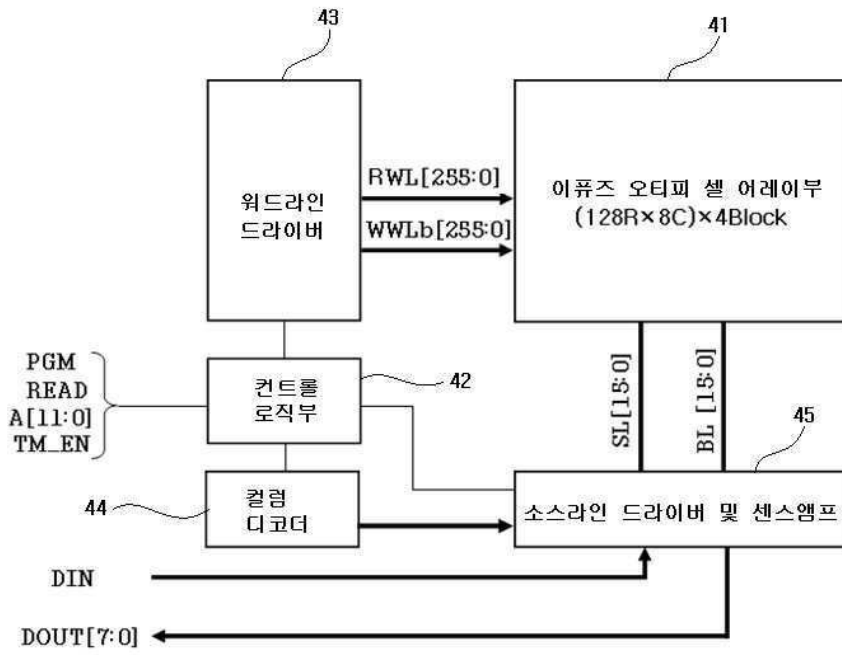 43
41
워드라인
드라이버
RWL[255:0]
WWLb[255:0]
이퓨즈 오티피 셀 어레이부
(128R×8C)×4Block
PGM
READ
A[11:0]
TM_EN
컨트롤
로직부
42
SL[15:0]
BL [15:0]
45
44
컬럼
디코더
소스라인 드라이버 및 센스앰프
DIN
DOUT[7:0]